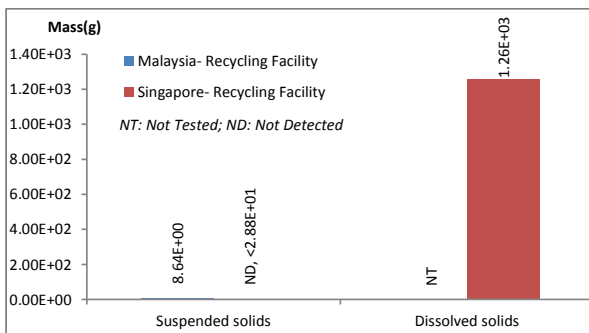 Mass(g)
1.40E+03
1.20E+03
1.00E+03
8.00E+02
6.00E+02
4.00E+02
2.00E+02
0.00E+00
Malaysia- Recycling Facility
Singapore- Recycling Facility
NT: Not Tested; ND: Not Detected
8.64E+00
ND, <2.88E+01
NT
1.26E+03
Suspended solids
Dissolved solids